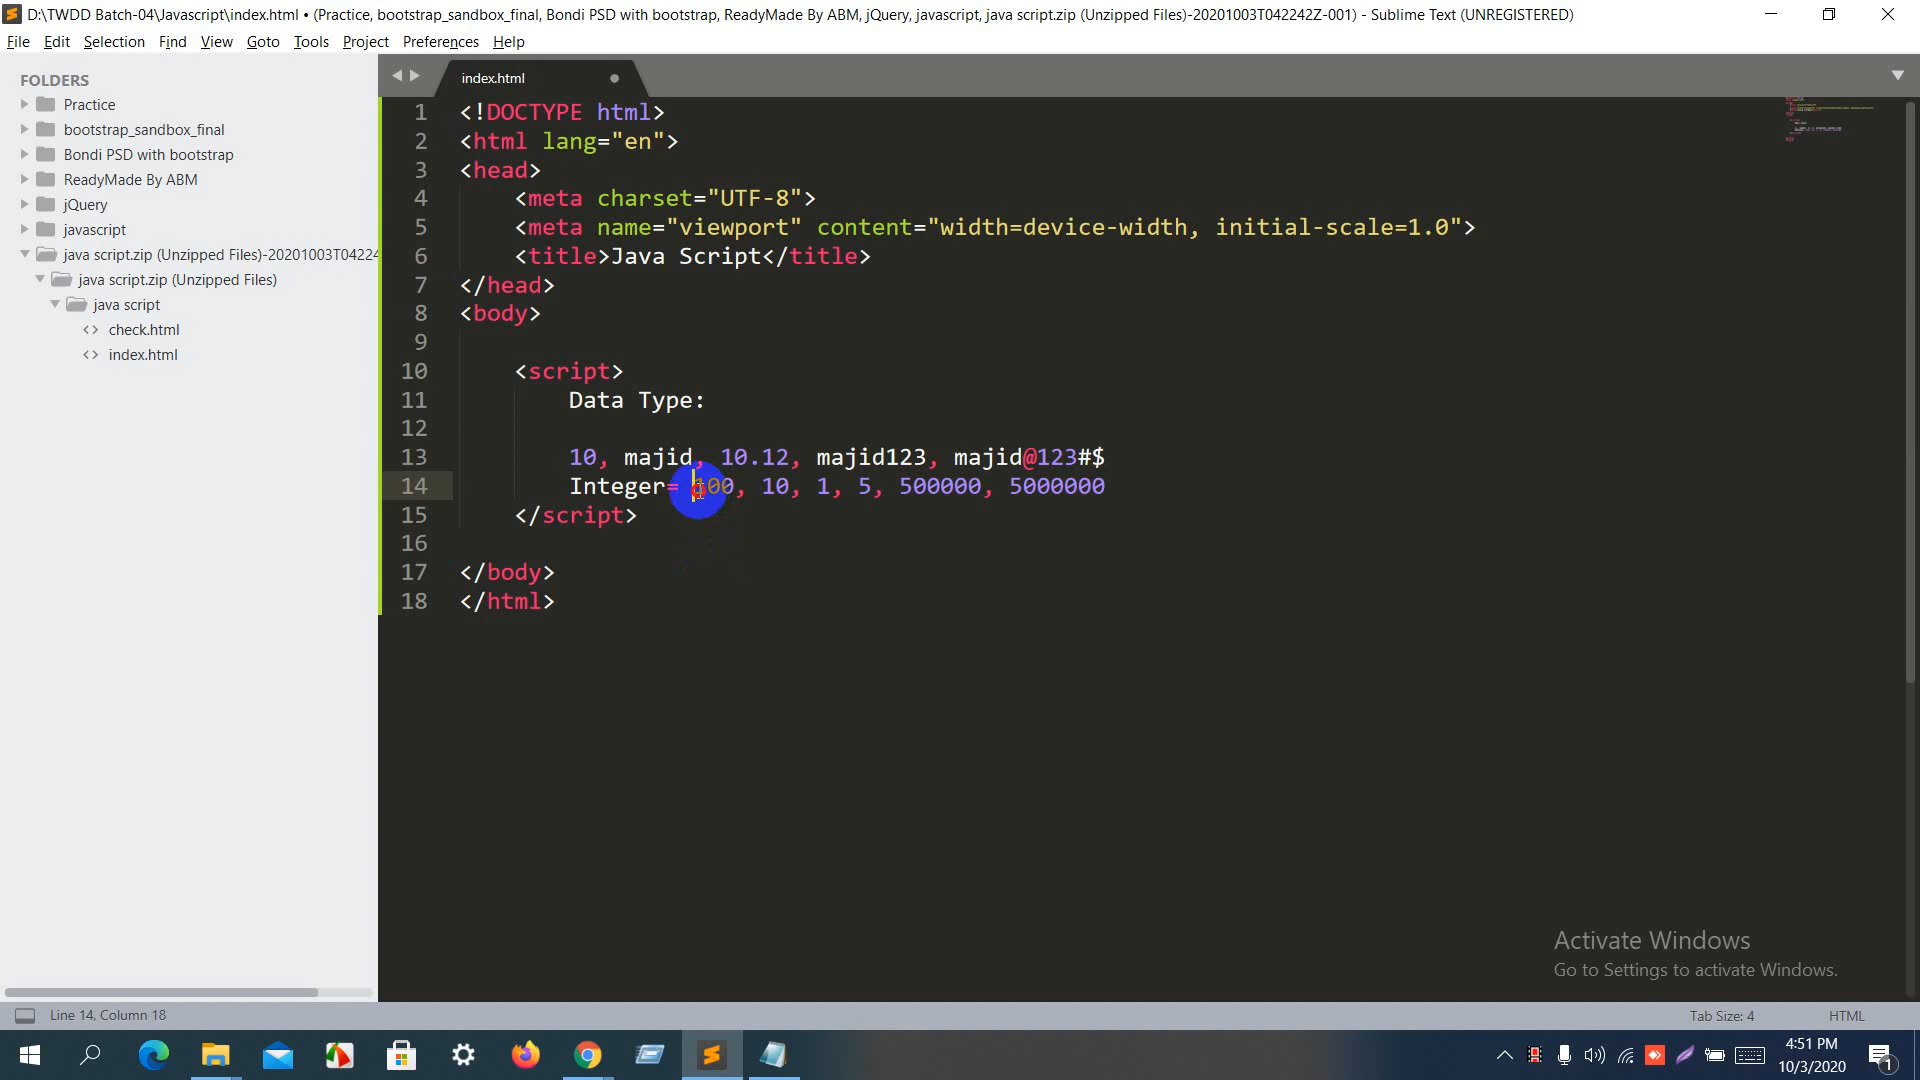 D:\TWDD Batch-04\Javascript\index.html • (Practice, bootstrap_sandbox_final, Bondi PSD with bootstrap, ReadyMade By ABM, jQuery, javascript, java script.zip (Unzipped Files)-20201003T042242Z-001) - Sublime Text (UNREGISTERED)
File Edit Selection Find View Goto Tools Project Preferences Help
FOLDERS
Practice
bootstrap_sandbox_final
Bondi PSD with bootstrap
ReadyMade By ABM
jQuery
javascript
java script.zip (Unzipped Files)-20201003T04224
java script.zip (Unzipped Files)
java script
<> check.html
<> index.html
index.html
1 <!DOCTYPE html>
2 <html lang="en">
3 <head>
4 <meta charset="UTF-8">
5 <meta name="viewport" content="width=device-width, initial-scale=1.0">
6 <title>Java Script</title>
7 </head>
8 <body>
9
10 <script>
11 Data Type:
12
13 10, majid, 10.12, majid123, majid@123#$
14 Integer= 100, 10, 1, 5, 500000, 5000000
15 </script>
16
17 </body>
18 </html>
Activate Windows
Go to Settings to activate Windows.
Line 14, Column 18
Tab Size: 4
HTML
4:51 PM
10/3/2020
1